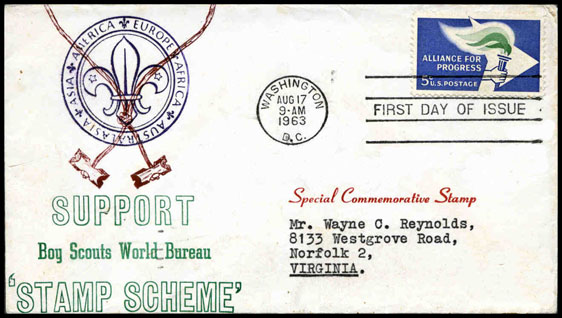 ASIA ★ AMERICA ★ EUROPE ★ AFRICA ★ AUSTRALASIA ★
SUPPORT
Boy Scouts World Bureau
'STAMP SCHEME'
WASHINGTON
AUG 17
9-AM
1963
D.C.
ALLIANCE FOR
PROGRESS
5¢ U.S. POSTAGE
FIRST DAY OF ISSUE
Special Commemorative Stamp
Mr. Wayne C. Reynolds,
8133 Westgrove Road,
Norfolk 2,
VIRGINIA.